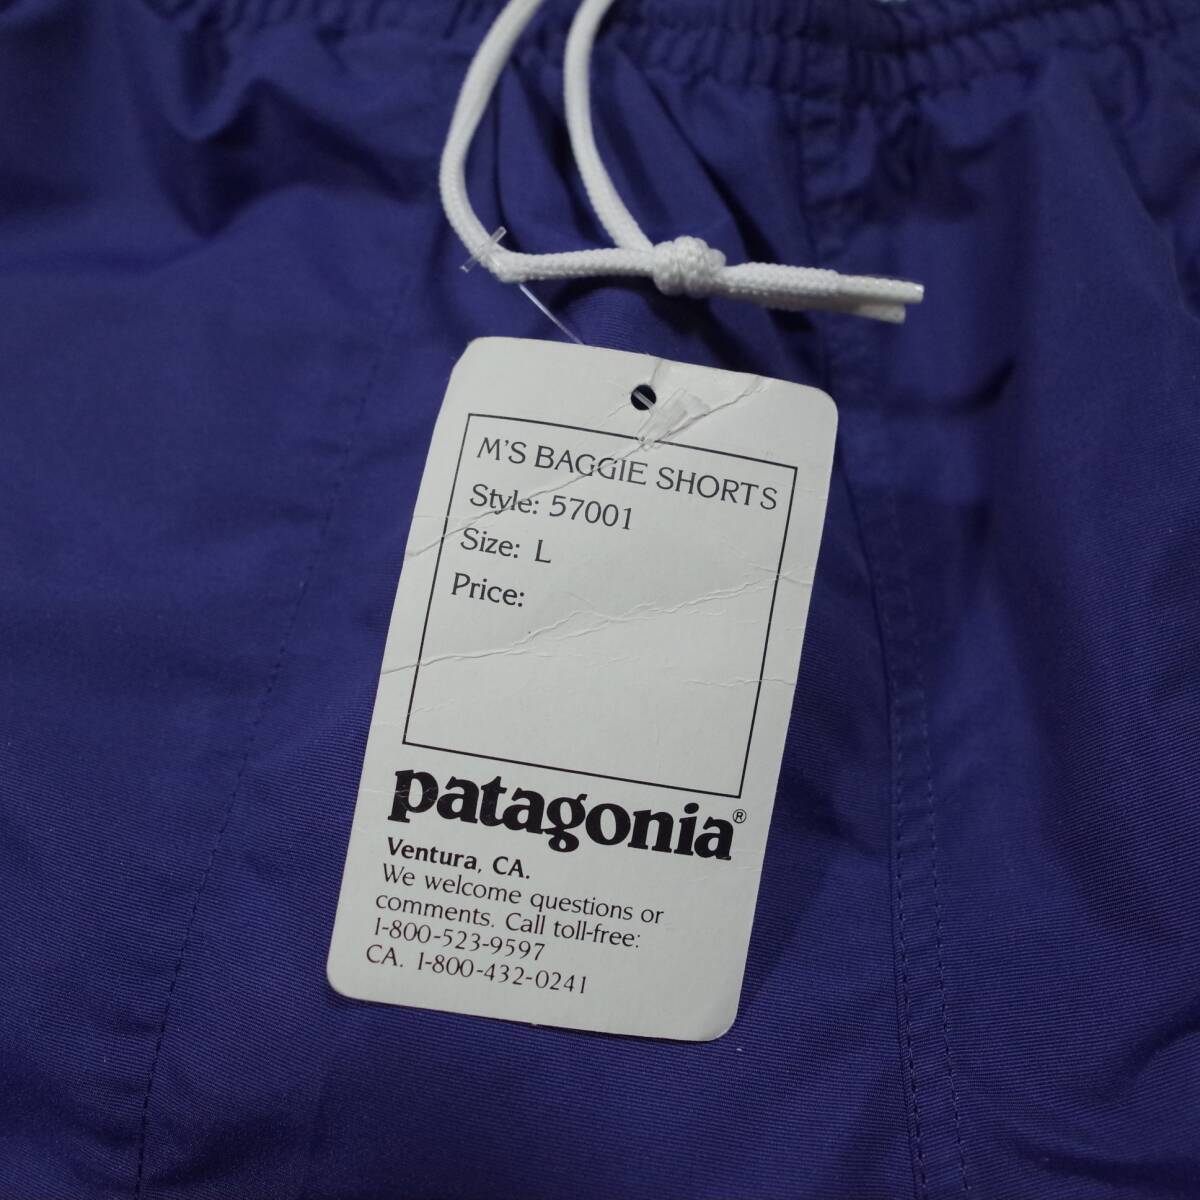 M'S BAGGIE SHORTS
Style: 57001
Size: L
Price:
patagonia®
Ventura, CA.
We welcome questions or
comments. Call toll-free:
1-800-523-9597
CA. 1-800-432-0241